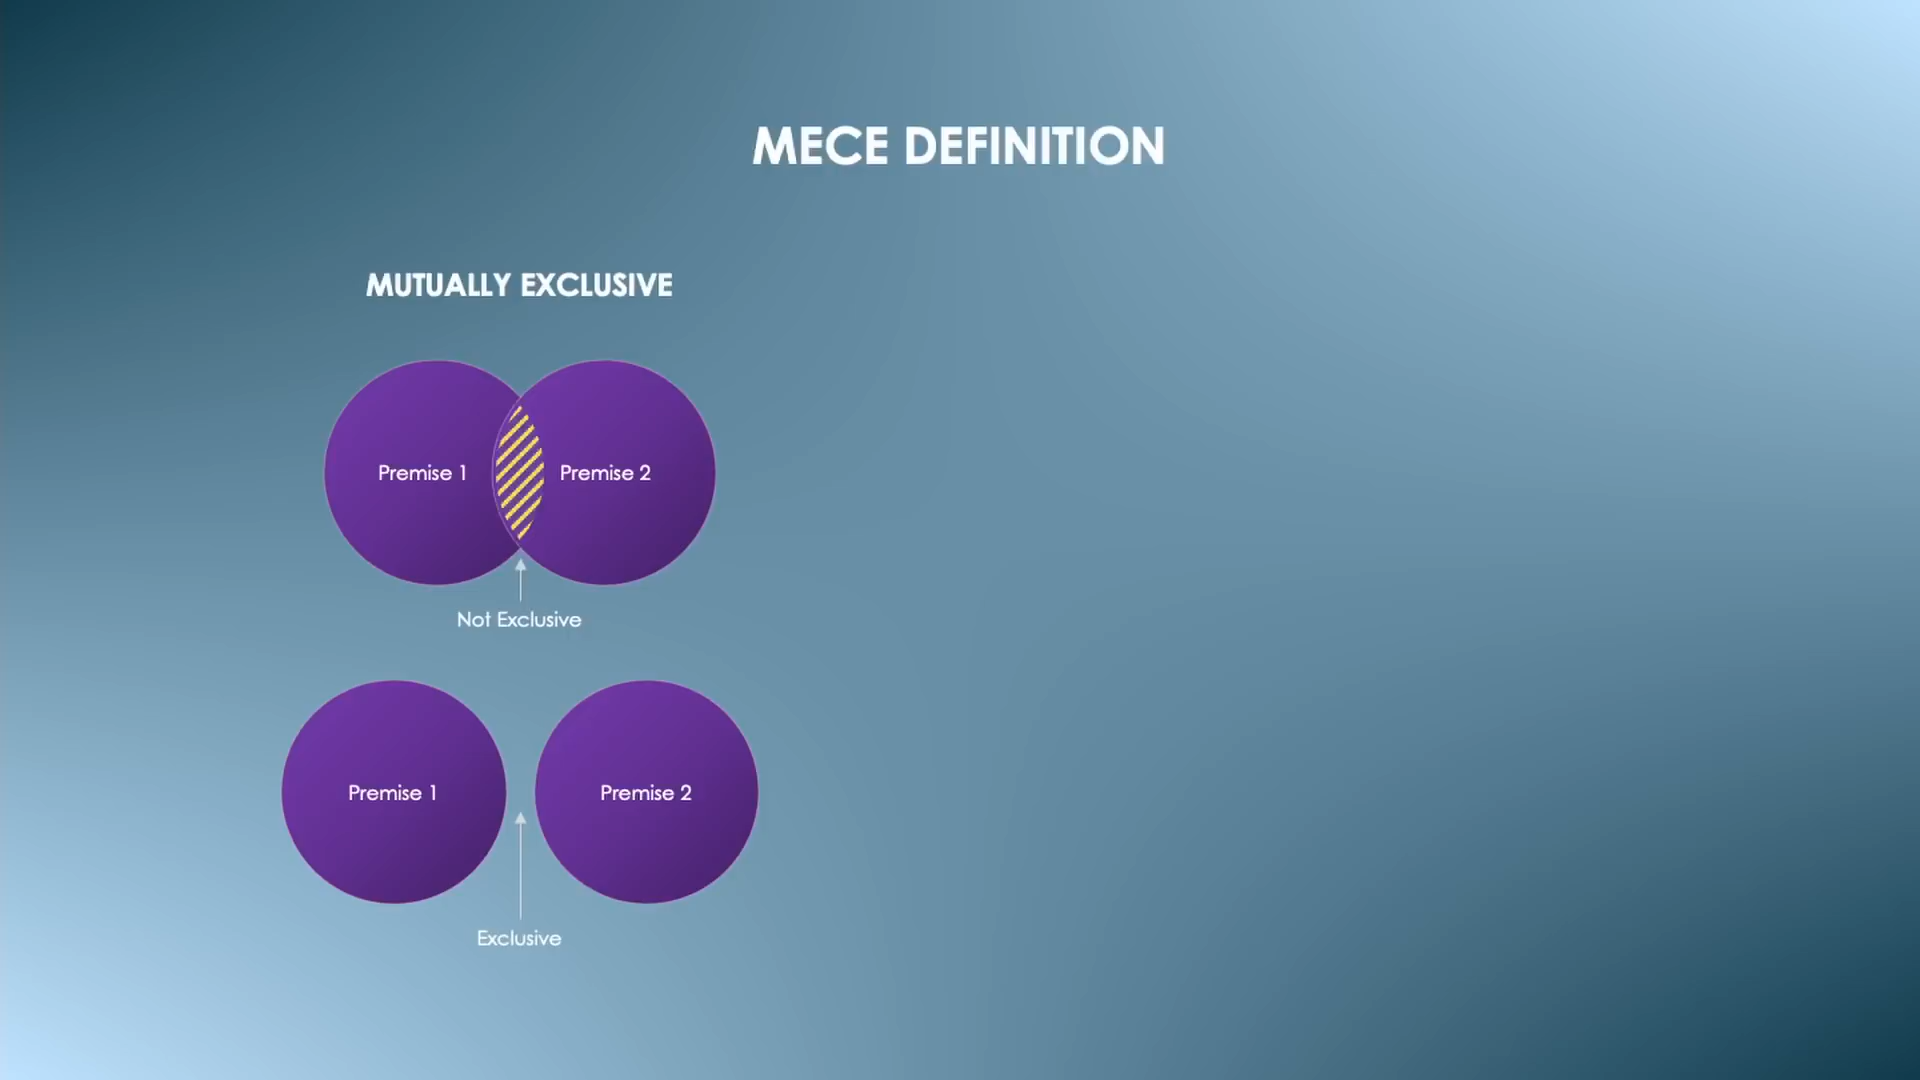 MECE DEFINITION
MUTUALLY EXCLUSIVE
Premise 1
Premise 2
Not Exclusive
Premise 1
Premise 2
Exclusive